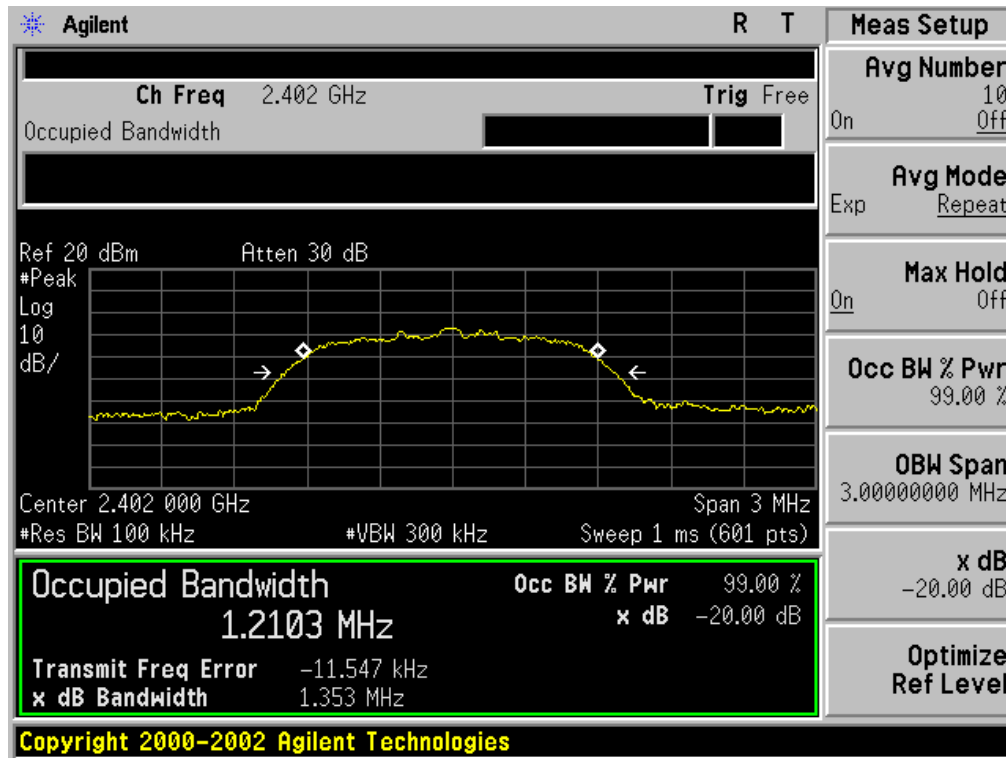 Agilent R T
Ch Freq 2.402 GHz Trig Free
Occupied Bandwidth
Ref 20 dBm Atten 30 dB
#Peak
Log
10
dB/
Center 2.402 000 GHz Span 3 MHz
#Res BW 100 kHz #VBW 300 kHz Sweep 1 ms (601 pts)
Occupied Bandwidth Occ BW % Pwr 99.00 %
1.2103 MHz x dB -20.00 dB
Transmit Freq Error -11.547 kHz
x dB Bandwidth 1.353 MHz
Copyright 2000-2002 Agilent Technologies
Meas Setup
Avg Number
10
On Off
Avg Mode
Exp Repeat
Max Hold
On Off
Occ BW % Pwr
99.00 %
OBW Span
3.00000000 MHz
x dB
-20.00 dB
Optimize
Ref Level